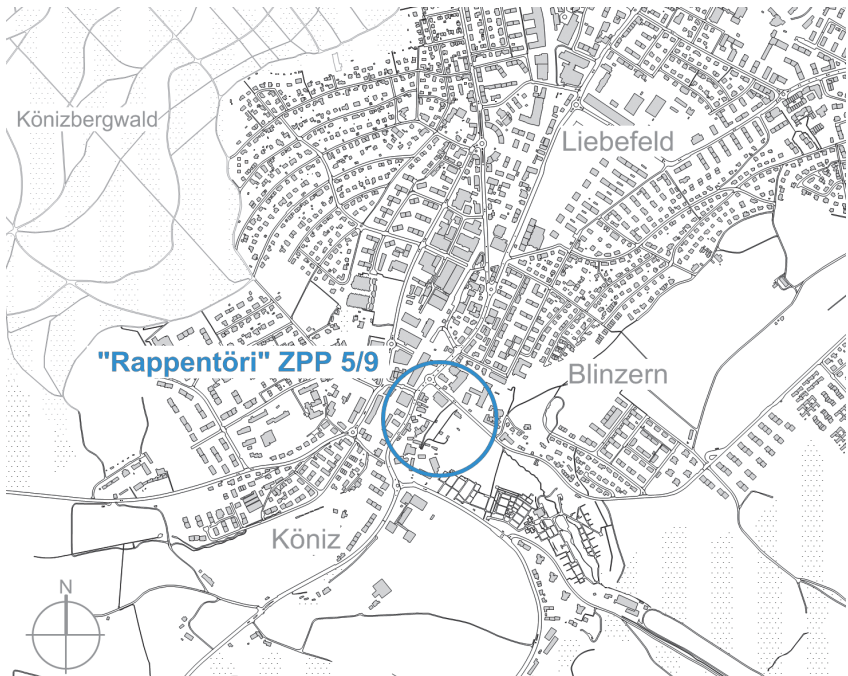 Könizbergwald
Liebefeld
"Rappentöri" ZPP 5/9
Blinzern
Köniz
N